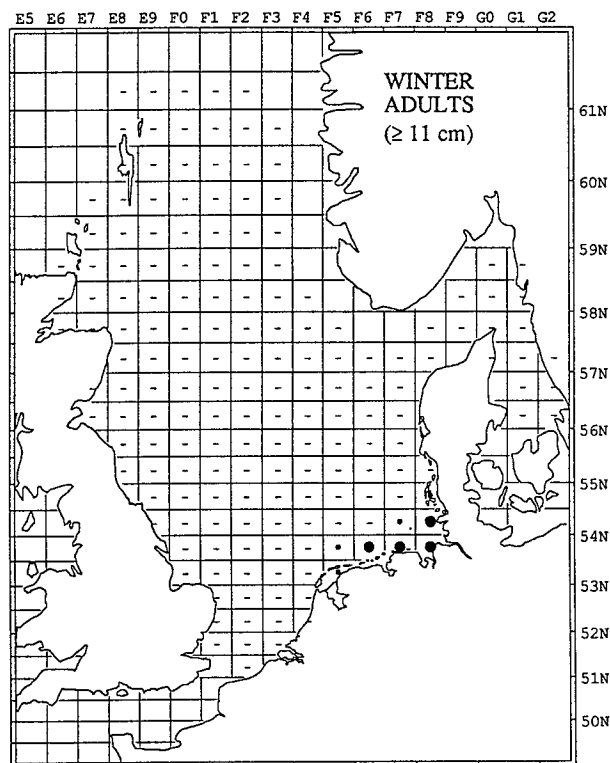 E5 E6 E7 E8 E9 F0 F1 F2 F3 F4 F5 F6 F7 F8 F9 G0 G1 G2
WINTER
ADULTS
(≥ 11 cm)
61N
60N
59N
58N
57N
56N
55N
54N
53N
52N
51N
50N